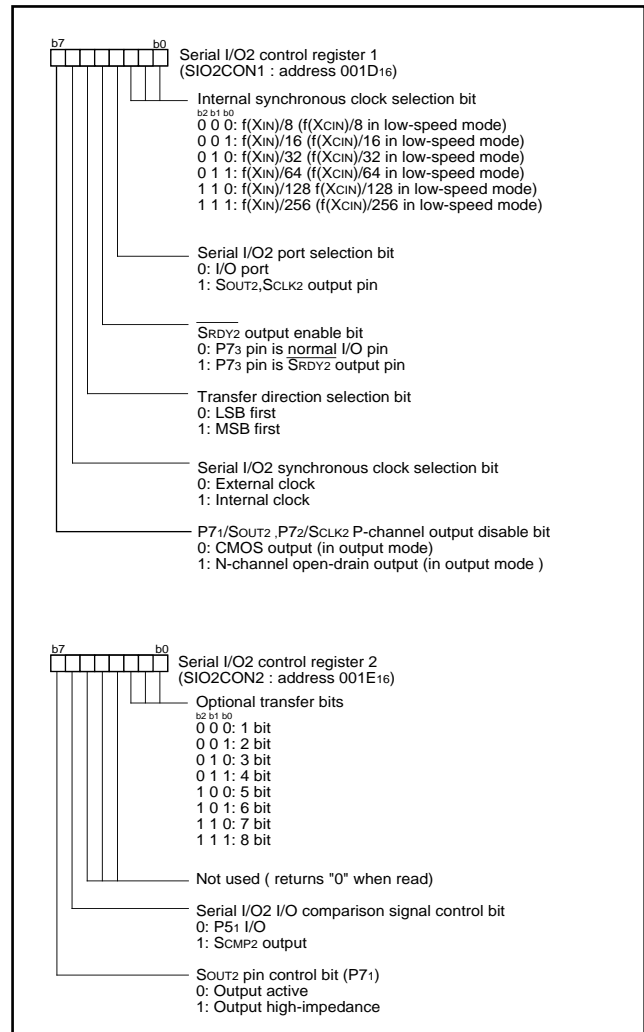 b7 b0
Serial I/O2 control register 1
(SIO2CON1 : address 001D16)
Internal synchronous clock selection bit
b2 b1 b0
0 0 0: f(XIN)/8 (f(XCIN)/8 in low-speed mode)
0 0 1: f(XIN)/16 (f(XCIN)/16 in low-speed mode)
0 1 0: f(XIN)/32 (f(XCIN)/32 in low-speed mode)
0 1 1: f(XIN)/64 (f(XCIN)/64 in low-speed mode)
1 1 0: f(XIN)/128 f(XCIN)/128 in low-speed mode)
1 1 1: f(XIN)/256 (f(XCIN)/256 in low-speed mode)
Serial I/O2 port selection bit
0: I/O port
1: SOUT2,SCLK2 output pin
SRDY2 output enable bit
0: P73 pin is normal I/O pin
1: P73 pin is SRDY2 output pin
Transfer direction selection bit
0: LSB first
1: MSB first
Serial I/O2 synchronous clock selection bit
0: External clock
1: Internal clock
P71/SOUT2 ,P72/SCLK2 P-channel output disable bit
0: CMOS output (in output mode)
1: N-channel open-drain output (in output mode )
b7 b0
Serial I/O2 control register 2
(SIO2CON2 : address 001E16)
Optional transfer bits
b2 b1 b0
0 0 0: 1 bit
0 0 1: 2 bit
0 1 0: 3 bit
0 1 1: 4 bit
1 0 0: 5 bit
1 0 1: 6 bit
1 1 0: 7 bit
1 1 1: 8 bit
Not used ( returns "0" when read)
Serial I/O2 I/O comparison signal control bit
0: P51 I/O
1: SCMP2 output
SOUT2 pin control bit (P71)
0: Output active
1: Output high-impedance